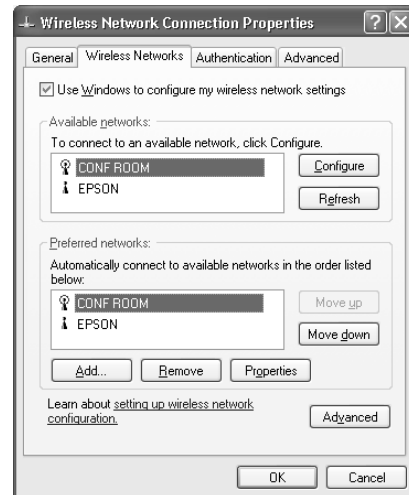 Wireless Network Connection Properties
General Wireless Networks Authentication Advanced
Use Windows to configure my wireless network settings
Available networks:
To connect to an available network, click Configure.
CONF ROOM
EPSON
Configure
Refresh
Preferred networks:
Automatically connect to available networks in the order listed
below:
CONF ROOM
EPSON
Move up
Move down
Add... Remove Properties
Learn about setting up wireless network
configuration.
Advanced
OK Cancel